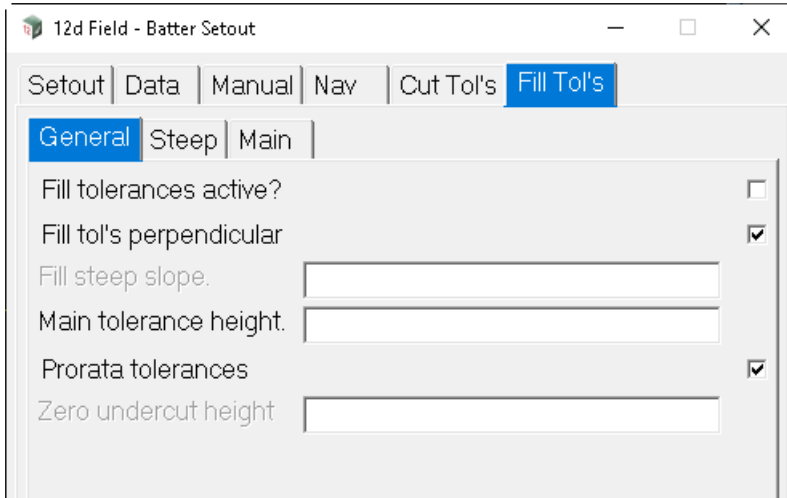 12d Field - Batter Setout
Setout Data Manual Nav Cut Tol's Fill Tol's
General Steep Main
Fill tolerances active?
Fill tol's perpendicular
Fill steep slope.
Main tolerance height.
Prorata tolerances
Zero undercut height